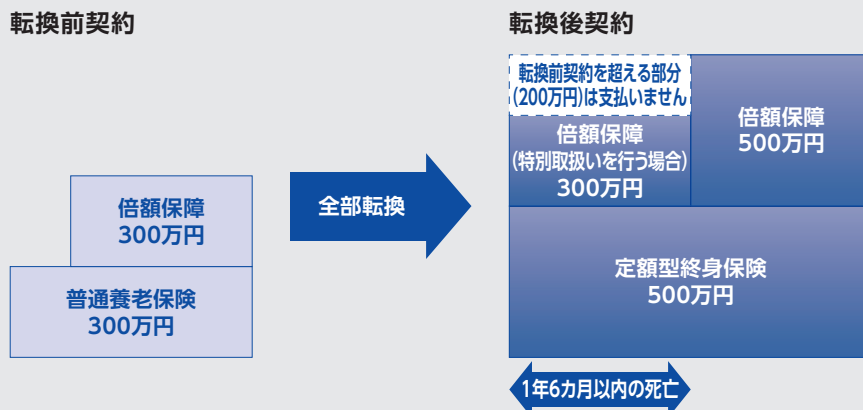 転換前契約
倍額保障
300万円
普通養老保険
300万円
全部転換
転換後契約
転換前契約を超える部分
(200万円)は支払いません
倍額保障
(特別取扱いを行う場合)
300万円
倍額保障
500万円
定額型終身保険
500万円
1年6カ月以内の死亡